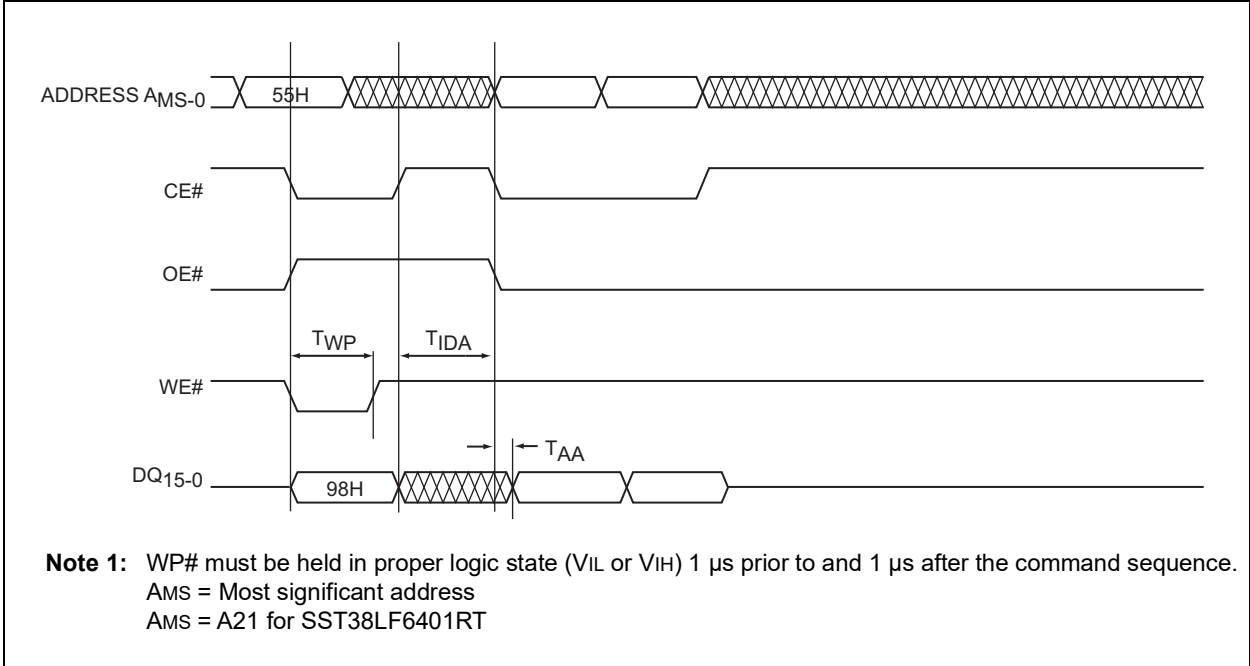 ADDRESS AMS-0
55H
CE#
OE#
TWP
TIDA
WE#
TAA
DQ15-0
98H
Note 1: WP# must be held in proper logic state (VIL or VIH) 1 µs prior to and 1 µs after the command sequence.
AMS = Most significant address
AMS = A21 for SST38LF6401RT